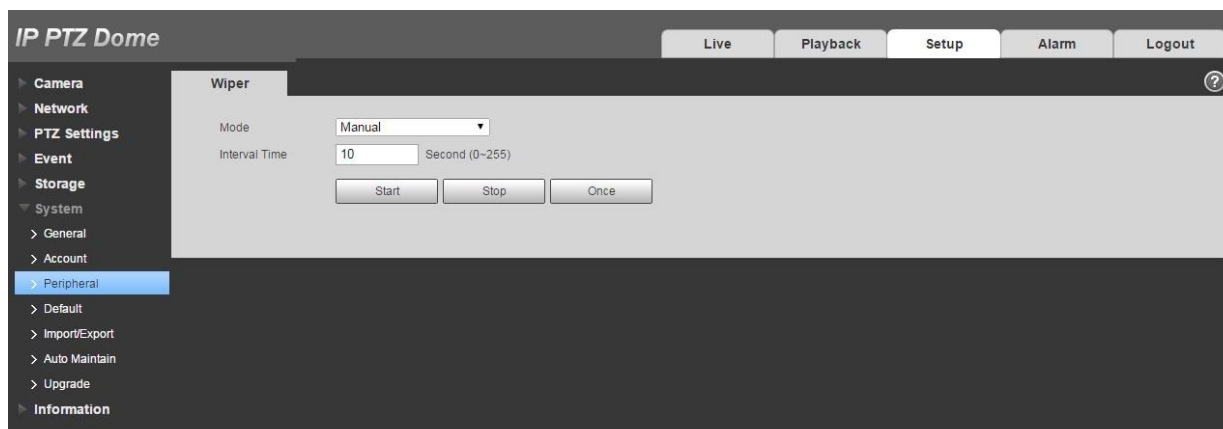 IP PTZ Dome
Live Playback Setup Alarm Logout
Camera
Network
PTZ Settings
Event
Storage
System
> General
> Account
> Peripheral
> Default
> Import/Export
> Auto Maintain
> Upgrade
Information
Wiper
?
Mode Manual
Interval Time 10 Second (0~255)
Start Stop Once